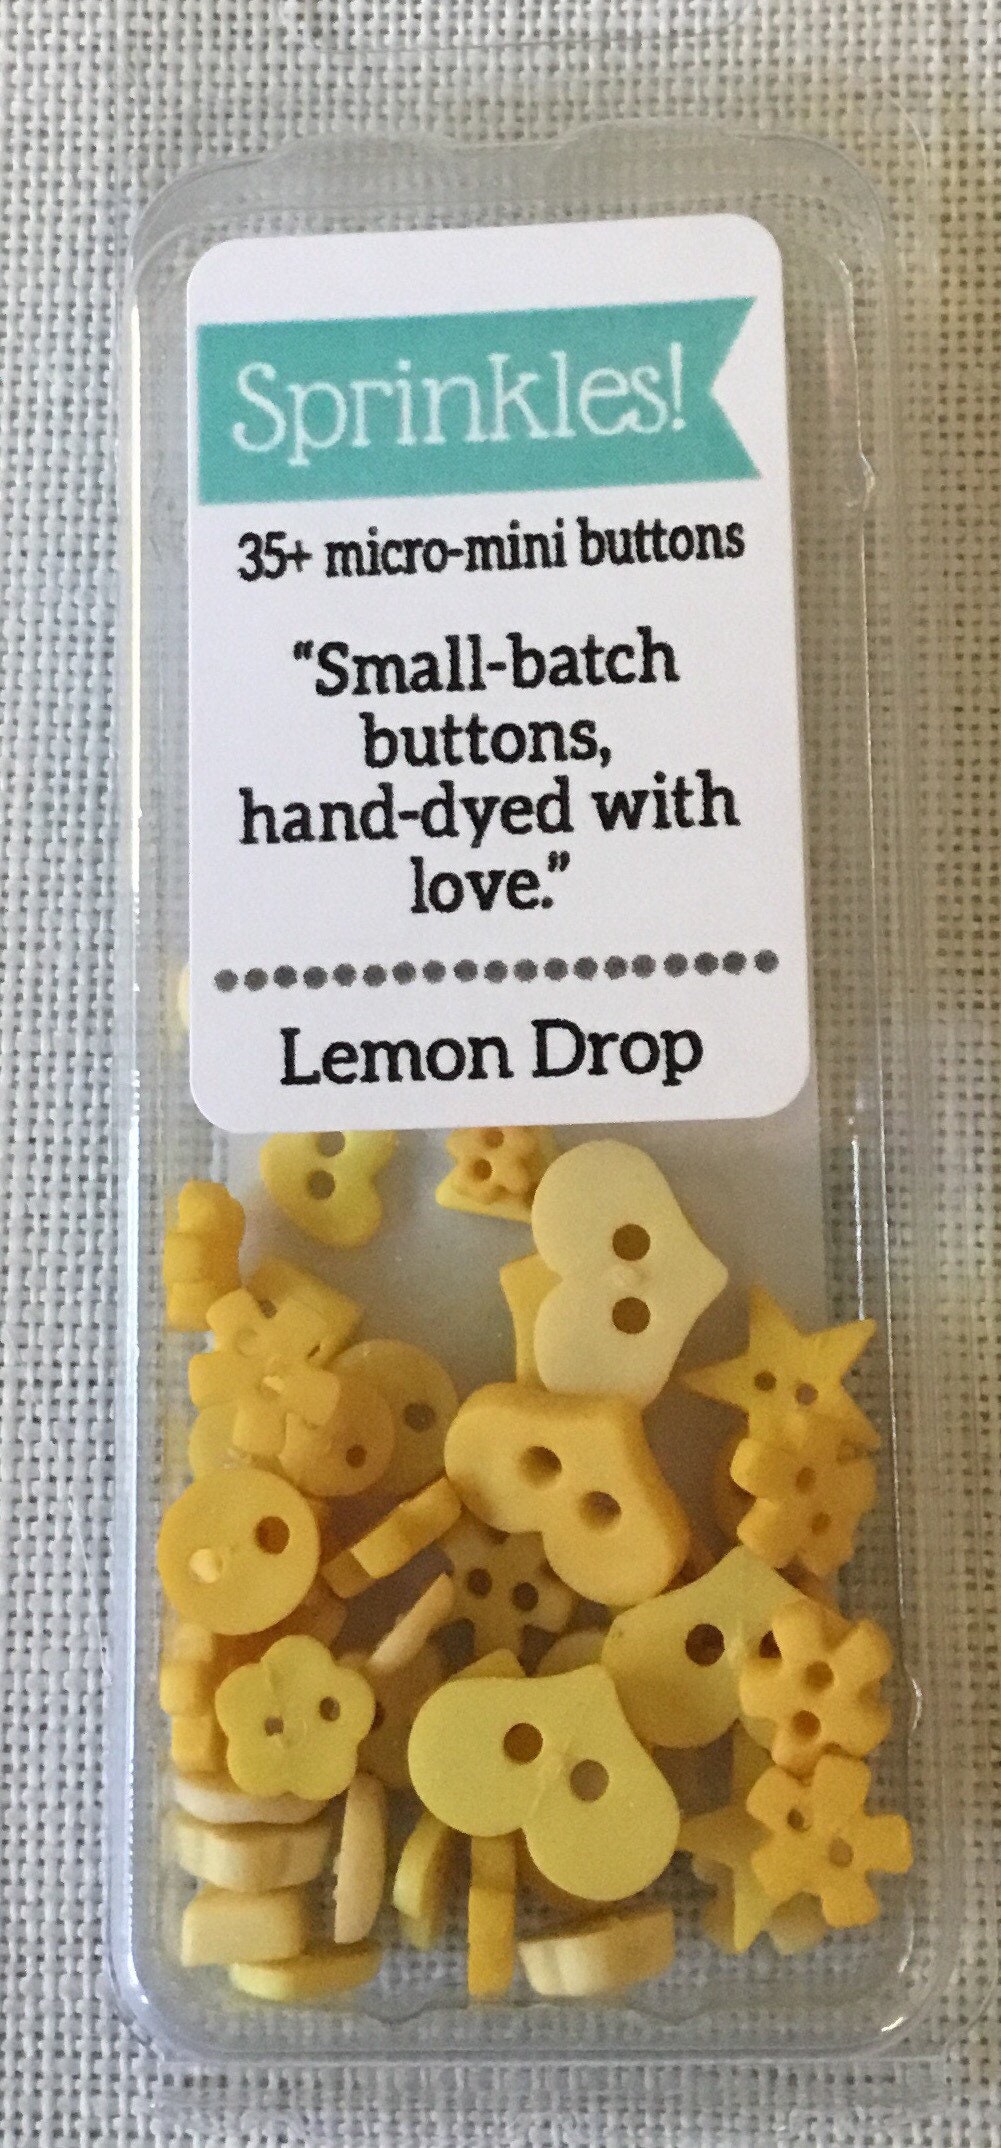 Sprinkles!
35+ micro-mini buttons
“Small-batch
buttons,
hand-dyed with
love.”
Lemon Drop